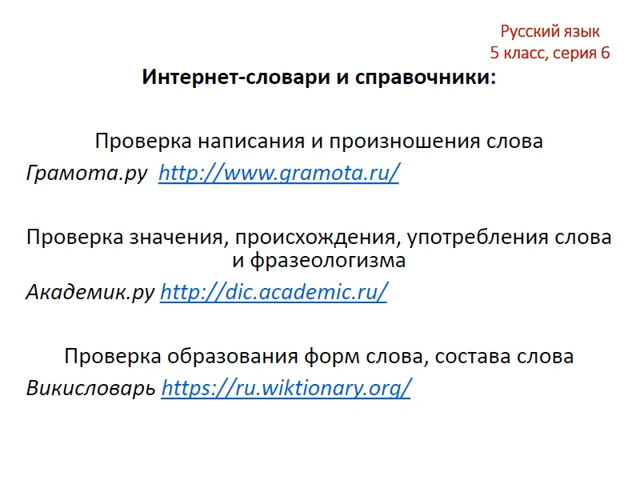 Русский язык
5 класс, серия 6
Интернет-словари и справочники:
Проверка написания и произношения слова
Грамота.ру http://www.gramota.ru/
Проверка значения, происхождения, употребления слова
и фразеологизма
Академик.ру http://dic.academic.ru/
Проверка образования форм слова, состава слова
Викисловарь https://ru.wiktionary.org/